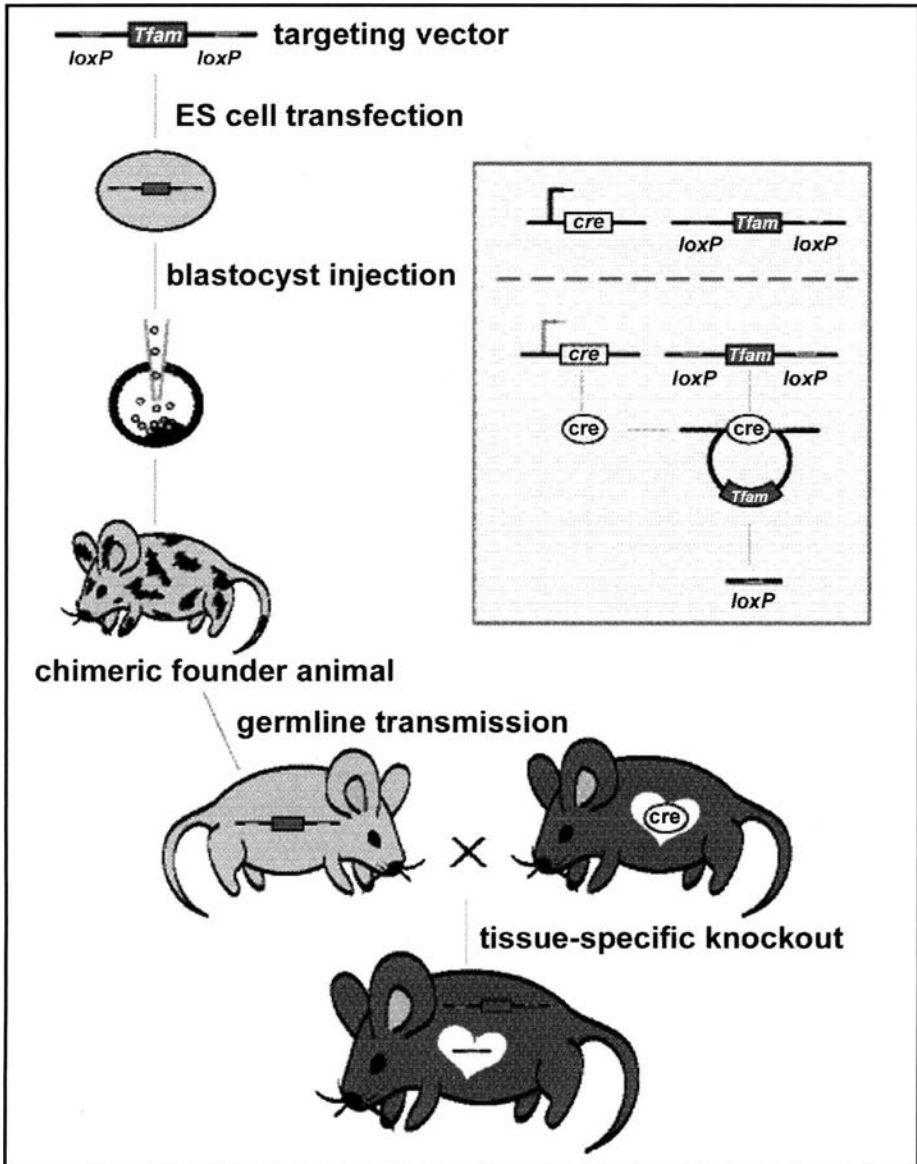 Tfam targeting vector
loxP loxP
ES cell transfection
blastocyst injection
chimeric founder animal
germline transmission
cre
tissue-specific knockout
cre Tfam
loxP loxP
cre Tfam
loxP loxP
cre cre
Tfam
loxP